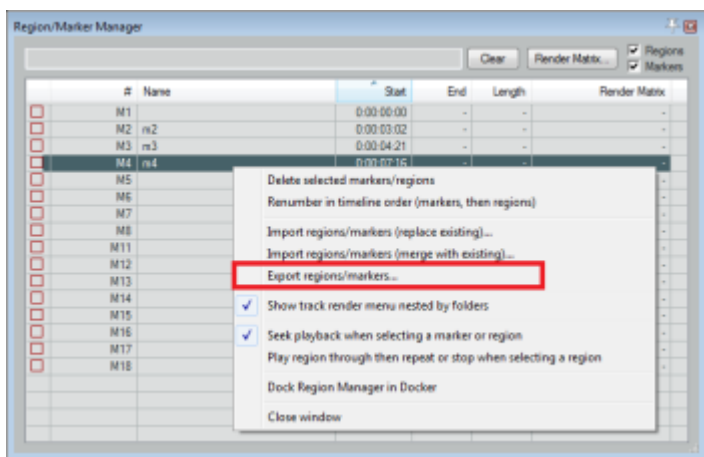 Region/Marker Manager
Clear
Render Matrix...
Regions
Markers
# Name Start End Length Render Matrix
M1 0:00:00:00 - - -
M2 m2 0:00:03:02 - - -
M3 m3 0:00:04:21 - - -
M4 m4 0:00:07:16 - - -
M5
M6
M7
M8
M11
M12
M13
M14
M15
M16
M17
M18
Delete selected markers/regions
Renumber in timeline order (markers, then regions)
Import regions/markers (replace existing)...
Import regions/markers (merge with existing)...
Export regions/markers...
Show track render menu nested by folders
Seek playback when selecting a marker or region
Play region through then repeat or stop when selecting a region
Dock Region Manager in Docker
Close window